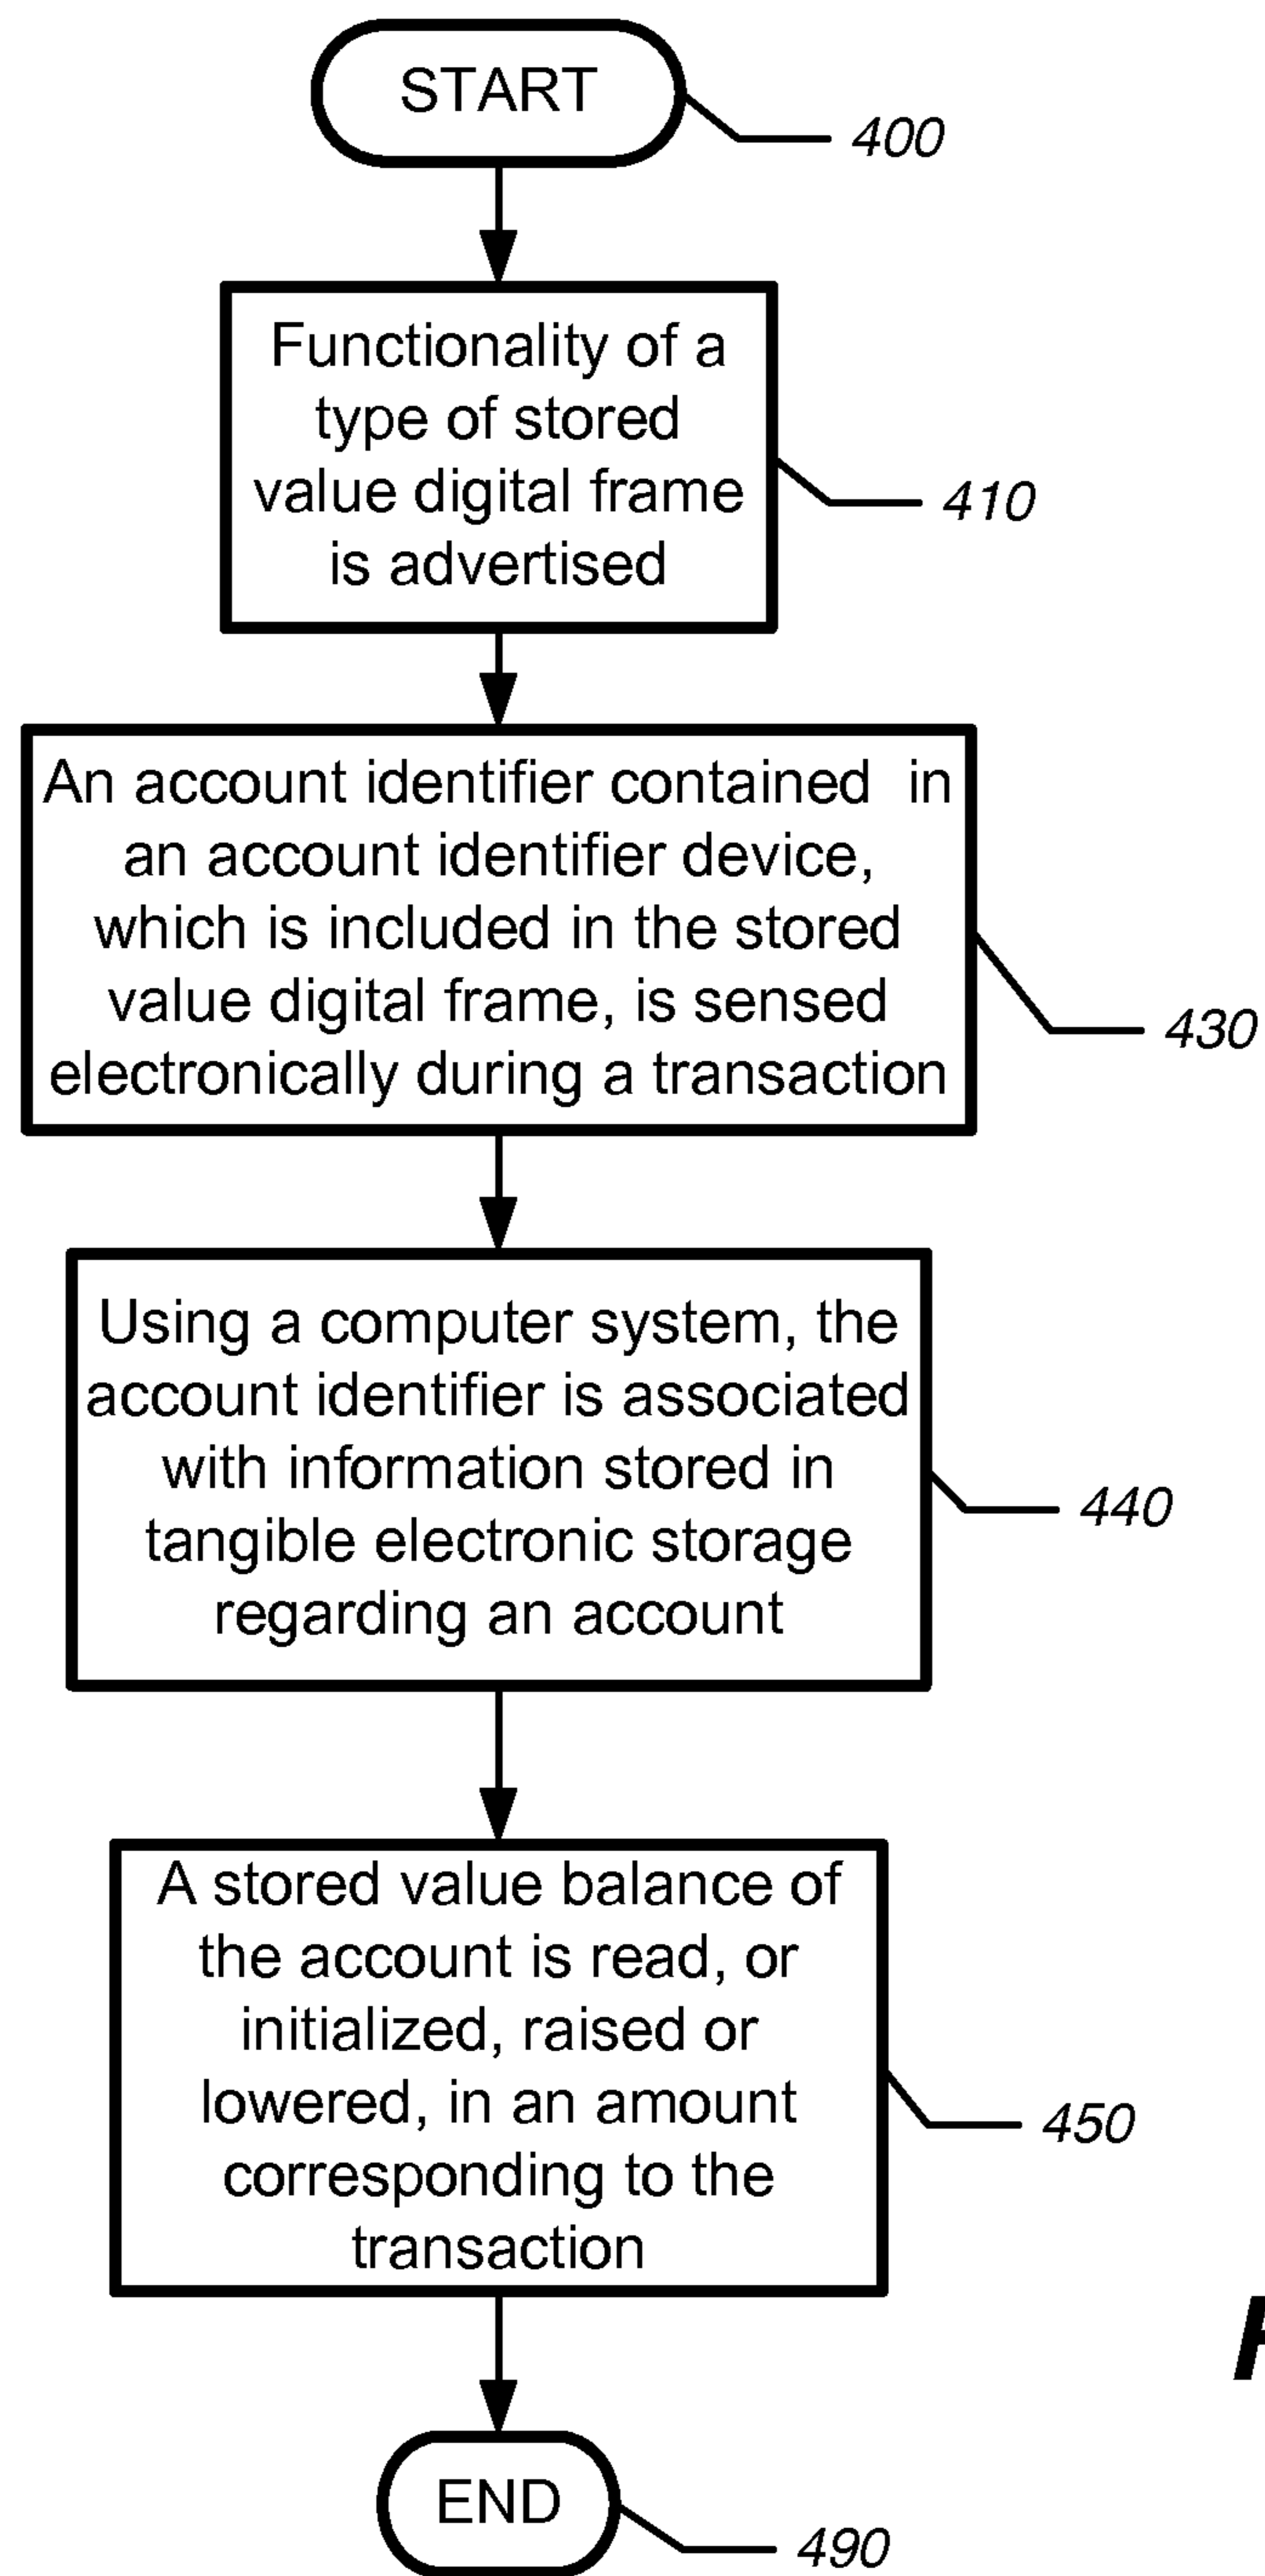 START
400
Functionality of a
type of stored
value digital frame
is advertised
410
An account identifier contained in
an account identifier device,
which is included in the stored
value digital frame, is sensed
electronically during a transaction
430
Using a computer system, the
account identifier is associated
with information stored in
tangible electronic storage
regarding an account
440
A stored value balance of
the account is read, or
initialized, raised or
lowered, in an amount
corresponding to the
transaction
450
END
490